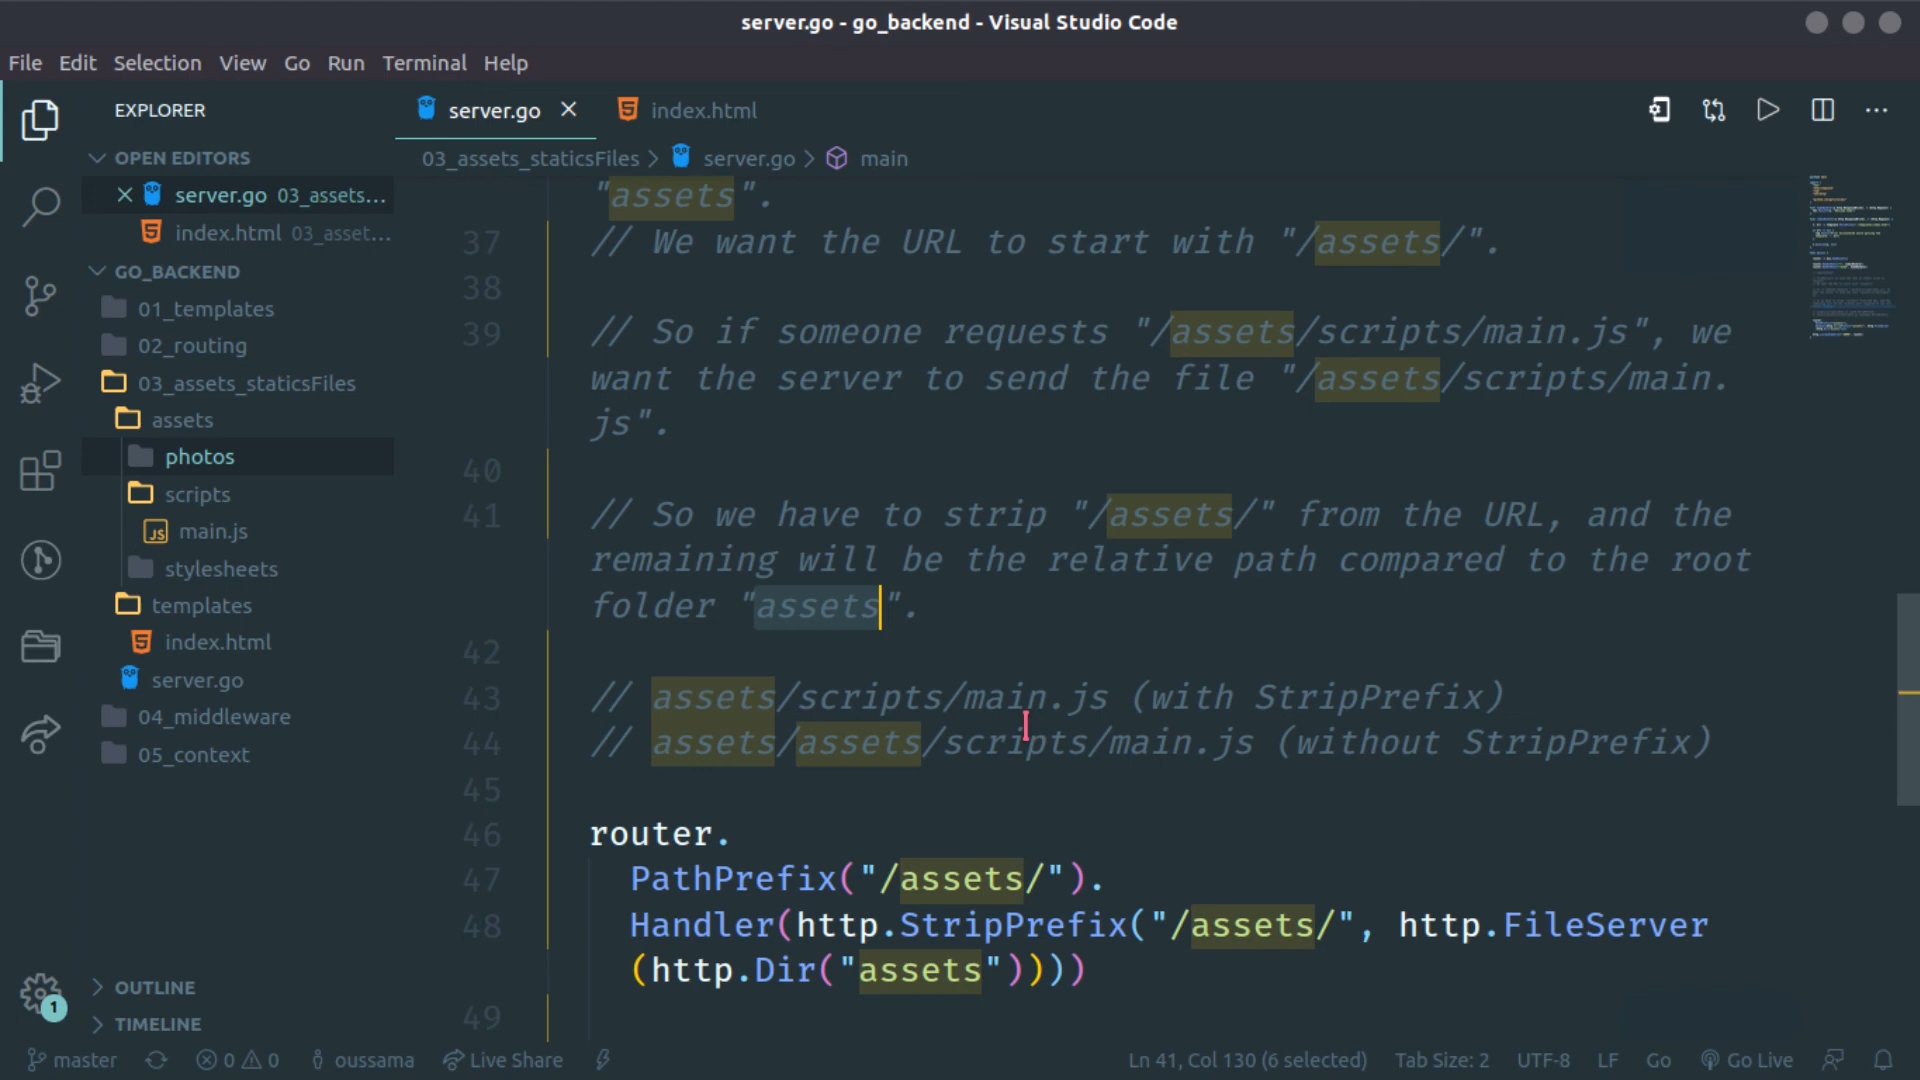 server.go - go_backend - Visual Studio Code
File Edit Selection View Go Run Terminal Help
EXPLORER
OPEN EDITORS
server.go 03_assets...
index.html 03_asset...
GO_BACKEND
01_templates
02_routing
03_assets_staticsFiles
assets
photos
scripts
JS main.js
stylesheets
templates
index.html
server.go
04_middleware
05_context
OUTLINE
TIMELINE
1
server.go index.html
03_assets_staticsFiles > server.go > main
"assets".
37 // We want the URL to start with "/assets/".
38
39 // So if someone requests "/assets/scripts/main.js", we
want the server to send the file "/assets/scripts/main.
js".
40
41 // So we have to strip "/assets/" from the URL, and the
remaining will be the relative path compared to the root
folder "assets".
42
43 // assets/scripts/main.js (with StripPrefix)
44 // assets/assets/scripts/main.js (without StripPrefix)
45
46 router.
47 PathPrefix("/assets/").
48 Handler(http.StripPrefix("/assets/", http.FileServer
(http.Dir("assets"))))
49
master 0 0 oussama Live Share Ln 41, Col 130 (6 selected) Tab Size: 2 UTF-8 LF Go Go Live